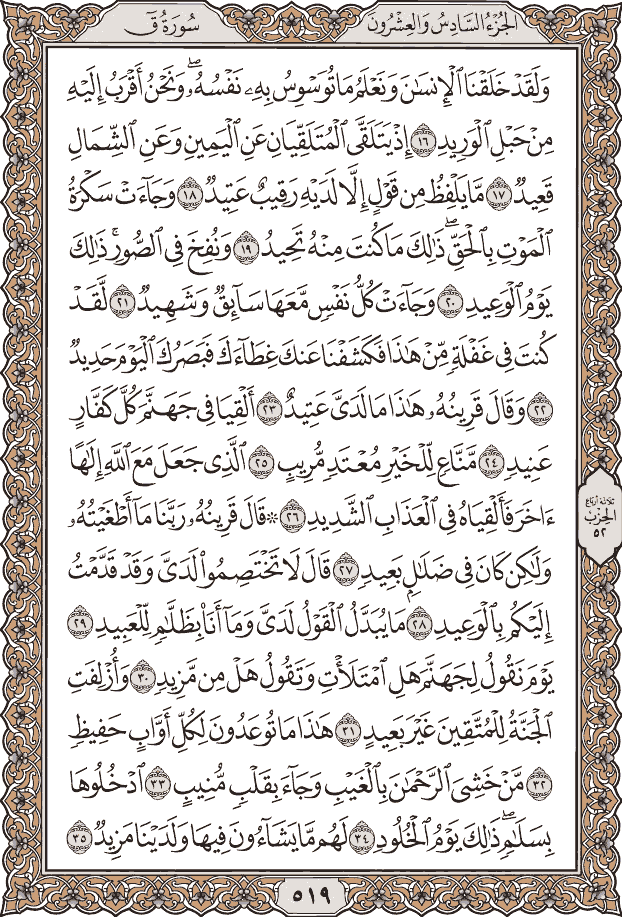 الجُزْءُ السَّادِسُ وَالعِشْرُونَ
سُورَةُ قٓ
وَلَقَدْ خَلَقْنَا ٱلْإِنسَٰنَ وَنَعْلَمُ مَا تُوَسْوِسُ بِهِۦ نَفْسُهُۥۖ وَنَحْنُ أَقْرَبُ إِلَيْهِ
مِنْ حَبْلِ ٱلْوَرِيدِ ١٦ إِذْ يَتَلَقَّى ٱلْمُتَلَقِّيَانِ عَنِ ٱلْيَمِينِ وَعَنِ ٱلشِّمَالِ
قَعِيدٌ ١٧ مَّا يَلْفِظُ مِن قَوْلٍ إِلَّا لَدَيْهِ رَقِيبٌ عَتِيدٌ ١٨ وَجَآءَتْ سَكْرَةُ
ٱلْمَوْتِ بِٱلْحَقِّۖ ذَٰلِكَ مَا كُنتَ مِنْهُ تَحِيدُ ١٩ وَنُفِخَ فِى ٱلصُّورِۚ ذَٰلِكَ
يَوْمُ ٱلْوَعِيدِ ٢٠ وَجَآءَتْ كُلُّ نَفْسٍ مَّعَهَا سَآئِقٌ وَشَهِيدٌ ٢١ لَّقَدْ
كُنتَ فِى غَفْلَةٍ مِّنْ هَٰذَا فَكَشَفْنَا عَنكَ غِطَآءَكَ فَبَصَرُكَ ٱلْيَوْمَ حَدِيدٌ
٢٢ وَقَالَ قَرِينُهُۥ هَٰذَا مَا لَدَىَّ عَتِيدٌ ٢٣ أَلْقِيَا فِى جَهَنَّمَ كُلَّ كَفَّارٍ
عَنِيدٍ ٢٤ مَّنَّاعٍ لِّلْخَيْرِ مُعْتَدٍ مُّرِيبٍ ٢٥ ٱلَّذِى جَعَلَ مَعَ ٱللَّهِ إِلَٰهًا
ءَاخَرَ فَأَلْقِيَاهُ فِى ٱلْعَذَابِ ٱلشَّدِيدِ ٢٦ ۞ قَالَ قَرِينُهُۥ رَبَّنَا مَآ أَطْغَيْتُهُۥ
وَلَٰكِن كَانَ فِى ضَلَٰلٍۭ بَعِيدٍ ٢٧ قَالَ لَا تَخْتَصِمُوا۟ لَدَىَّ وَقَدْ قَدَّمْتُ
إِلَيْكُم بِٱلْوَعِيدِ ٢٨ مَا يُبَدَّلُ ٱلْقَوْلُ لَدَىَّ وَمَآ أَنَا۠ بِظَلَّٰمٍ لِّلْعَبِيدِ ٢٩
يَوْمَ نَقُولُ لِجَهَنَّمَ هَلِ ٱمْتَلَأْتِ وَتَقُولُ هَلْ مِن مَّزِيدٍ ٣٠ وَأُزْلِفَتِ
ٱلْجَنَّةُ لِلْمُتَّقِينَ غَيْرَ بَعِيدٍ ٣١ هَٰذَا مَا تُوعَدُونَ لِكُلِّ أَوَّابٍ حَفِيظٍ
٣٢ مَّنْ خَشِىَ ٱلرَّحْمَٰنَ بِٱلْغَيْبِ وَجَآءَ بِقَلْبٍ مُّنِيبٍ ٣٣ ٱدْخُلُوهَا
بِسَلَٰمٍۖ ذَٰلِكَ يَوْمُ ٱلْخُلُودِ ٣٤ لَهُم مَّا يَشَآءُونَ فِيهَا وَلَدَيْنَا مَزِيدٌ ٣٥
ثلاثة أرباع
الحزب
٥٢
٥١٩